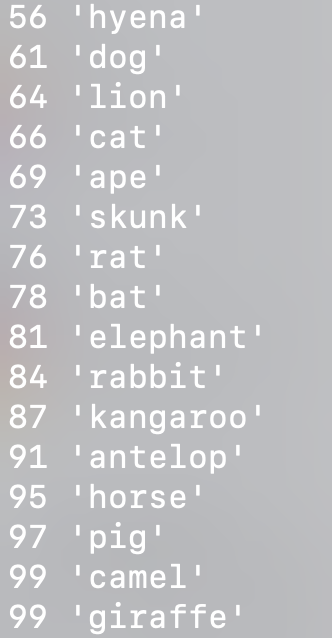 56 'hyena'
61 'dog'
64 'lion'
66 'cat'
69 'ape'
73 'skunk'
76 'rat'
78 'bat'
81 'elephant'
84 'rabbit'
87 'kangaroo'
91 'antelop'
95 'horse'
97 'pig'
99 'camel'
99 'giraffe'